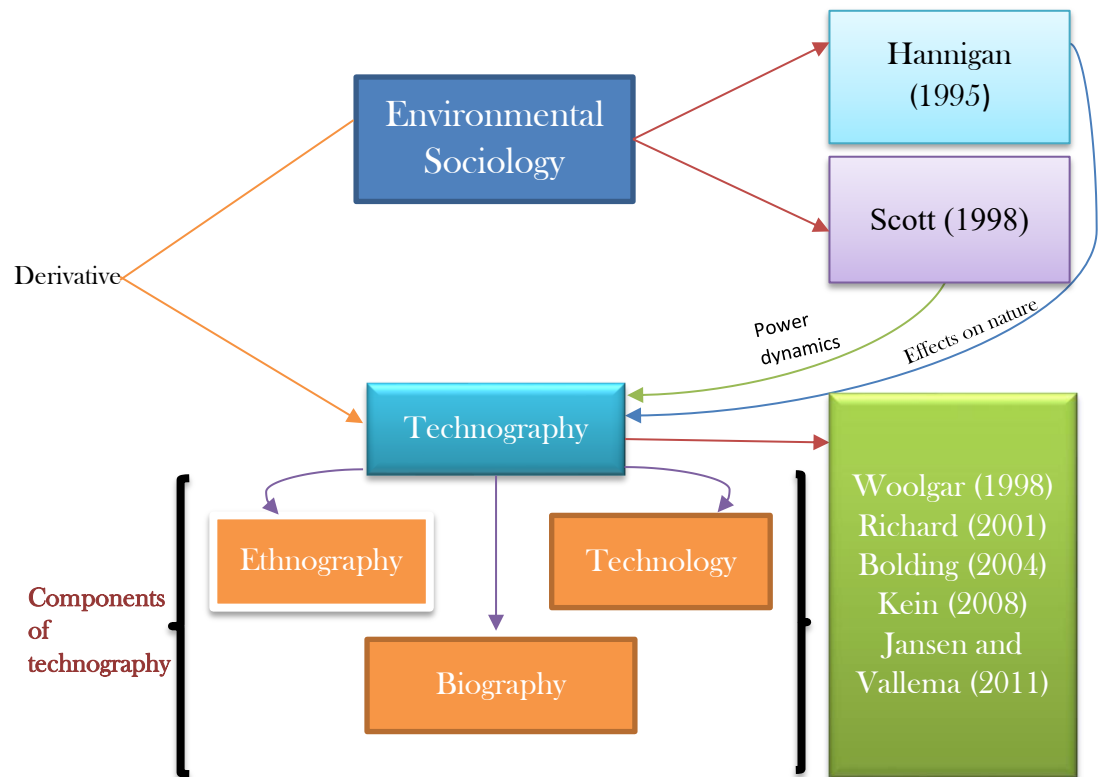 Environmental
Sociology
Hannigan
(1995)
Scott (1998)
Derivative
Power
dynamics
Effects on nature
Technography
Ethnography
Technology
Biography
Components
of
technography
Woolgar (1998)
Richard (2001)
Bolding (2004)
Kein (2008)
Jansen and
Vallema (2011)